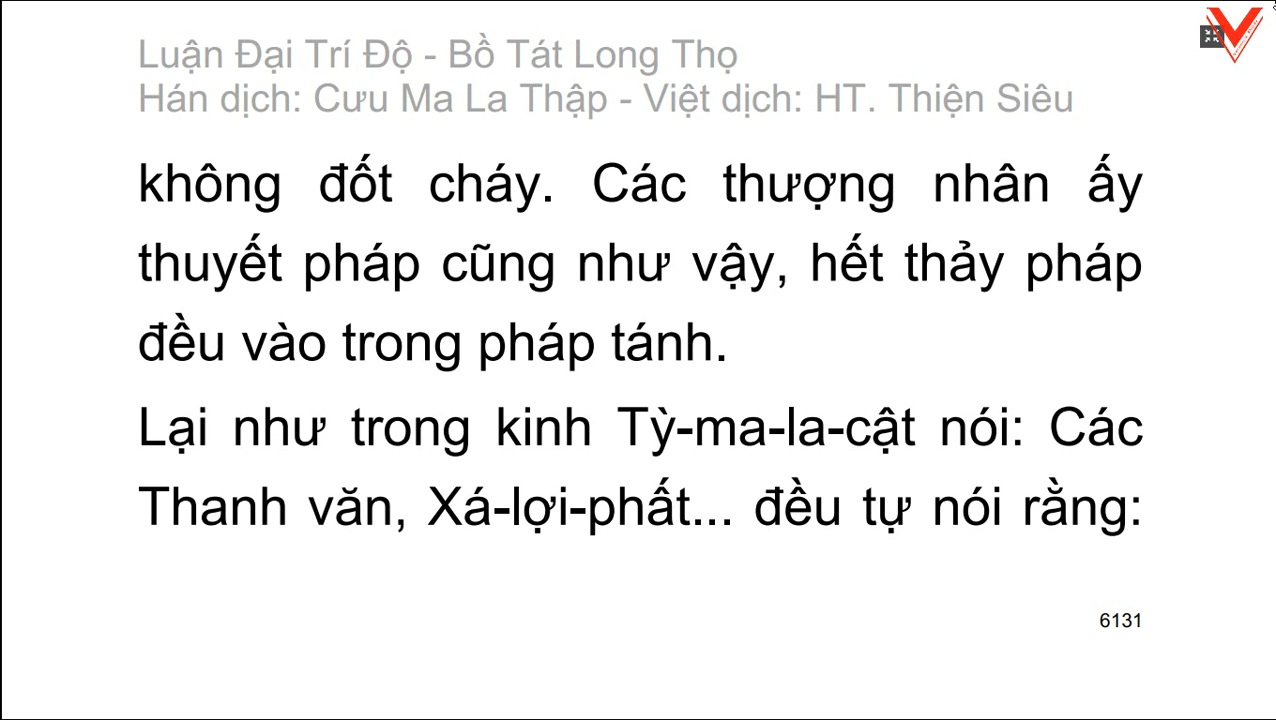 Luận Đại Trí Độ - Bồ Tát Long Thọ
Hán dịch: Cưu Ma La Thập - Việt dịch: HT. Thiện Siêu
không đốt cháy. Các thượng nhân ấy
thuyết pháp cũng như vậy, hết thảy pháp
đều vào trong pháp tánh.
Lại như trong kinh Tỳ-ma-la-cật nói: Các
Thanh văn, Xá-lợi-phất... đều tự nói rằng:
6131